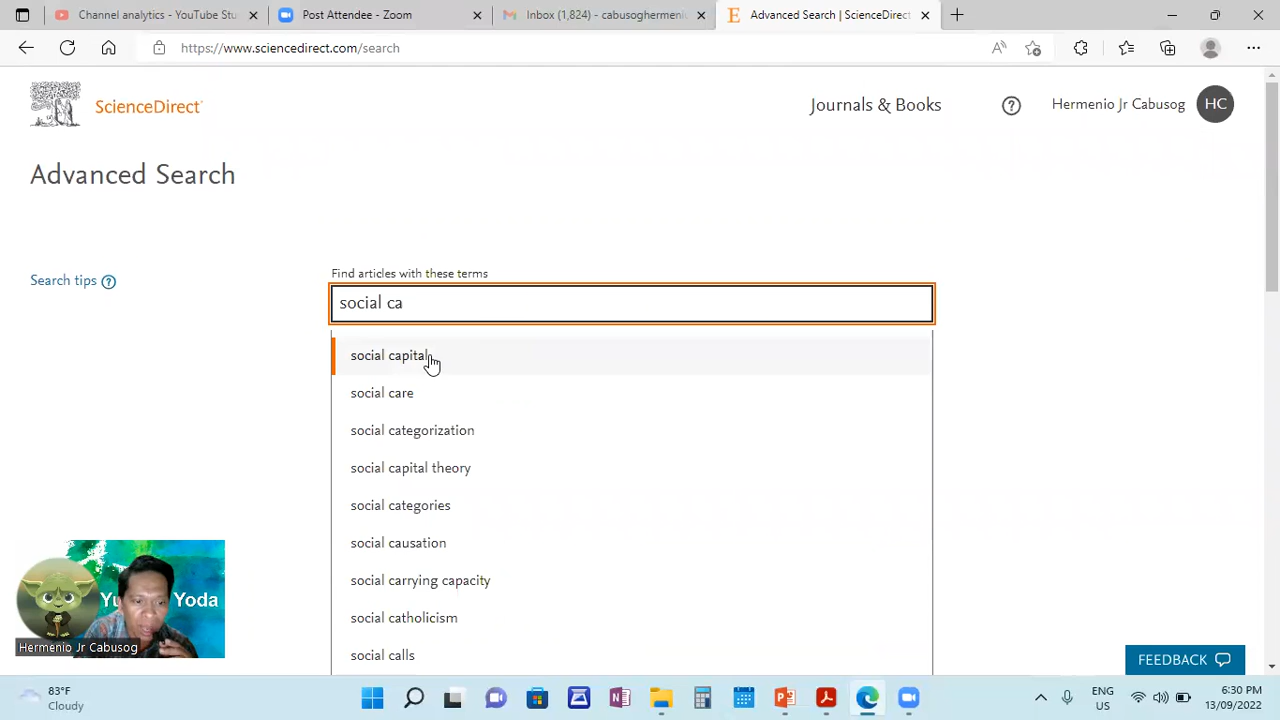 Channel analytics - YouTube Stu
Post Attendee - Zoom
Inbox (1,824) - cabusoghermeni
Advanced Search | ScienceDirect
https://www.sciencedirect.com/search
ScienceDirect
Journals & Books
Hermenio Jr Cabusog
HC
Advanced Search
Search tips
Find articles with these terms
social ca
social capital
social care
social categorization
social capital theory
social categories
social causation
social carrying capacity
social catholicism
social calls
Yoda
Hermenio Jr Cabusog
FEEDBACK
83°F
Cloudy
ENG
US
6:30 PM
13/09/2022